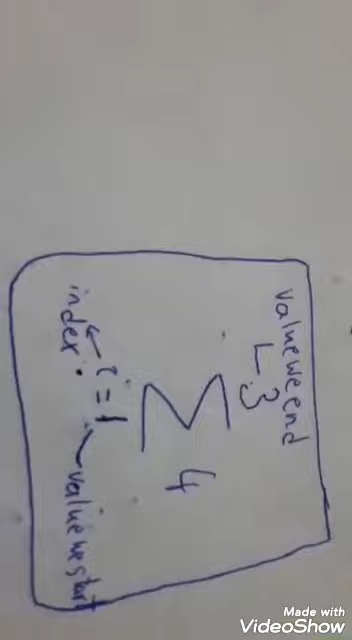 value we end
3
Σ 4
index i = 1 value we start
Made with
VideoShow